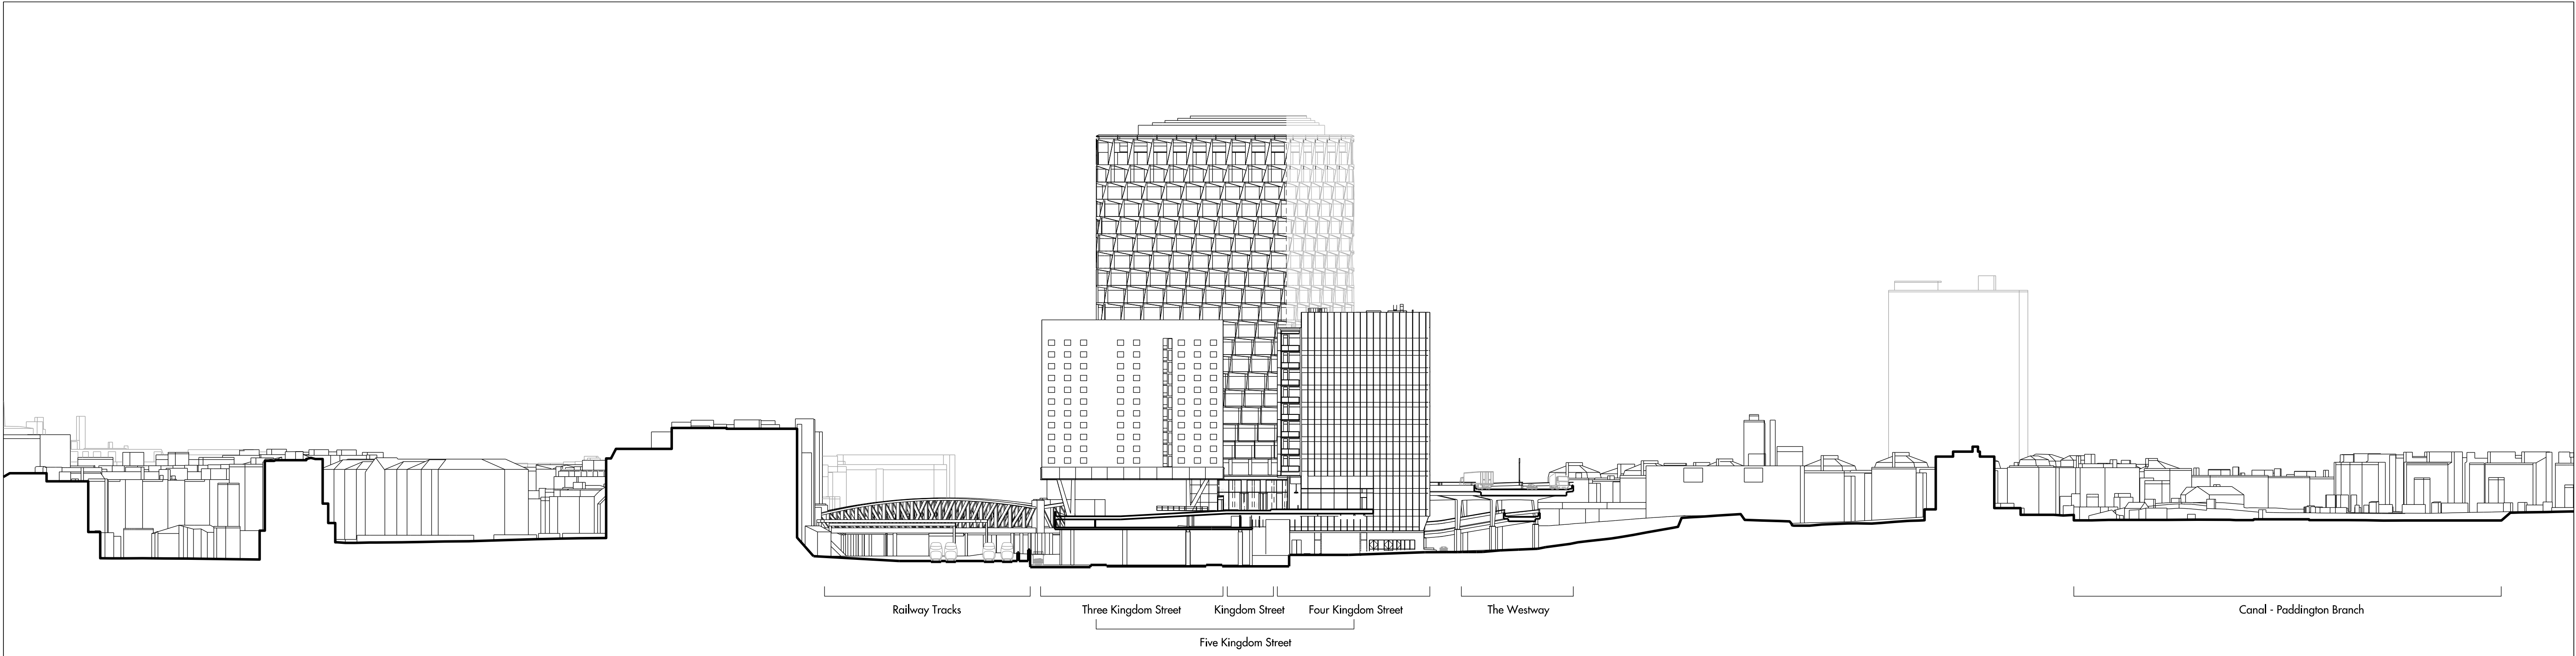 Railway Tracks
Three Kingdom Street
Kingdom Street
Four Kingdom Street
The Westway
Canal - Paddington Branch
Five Kingdom Street